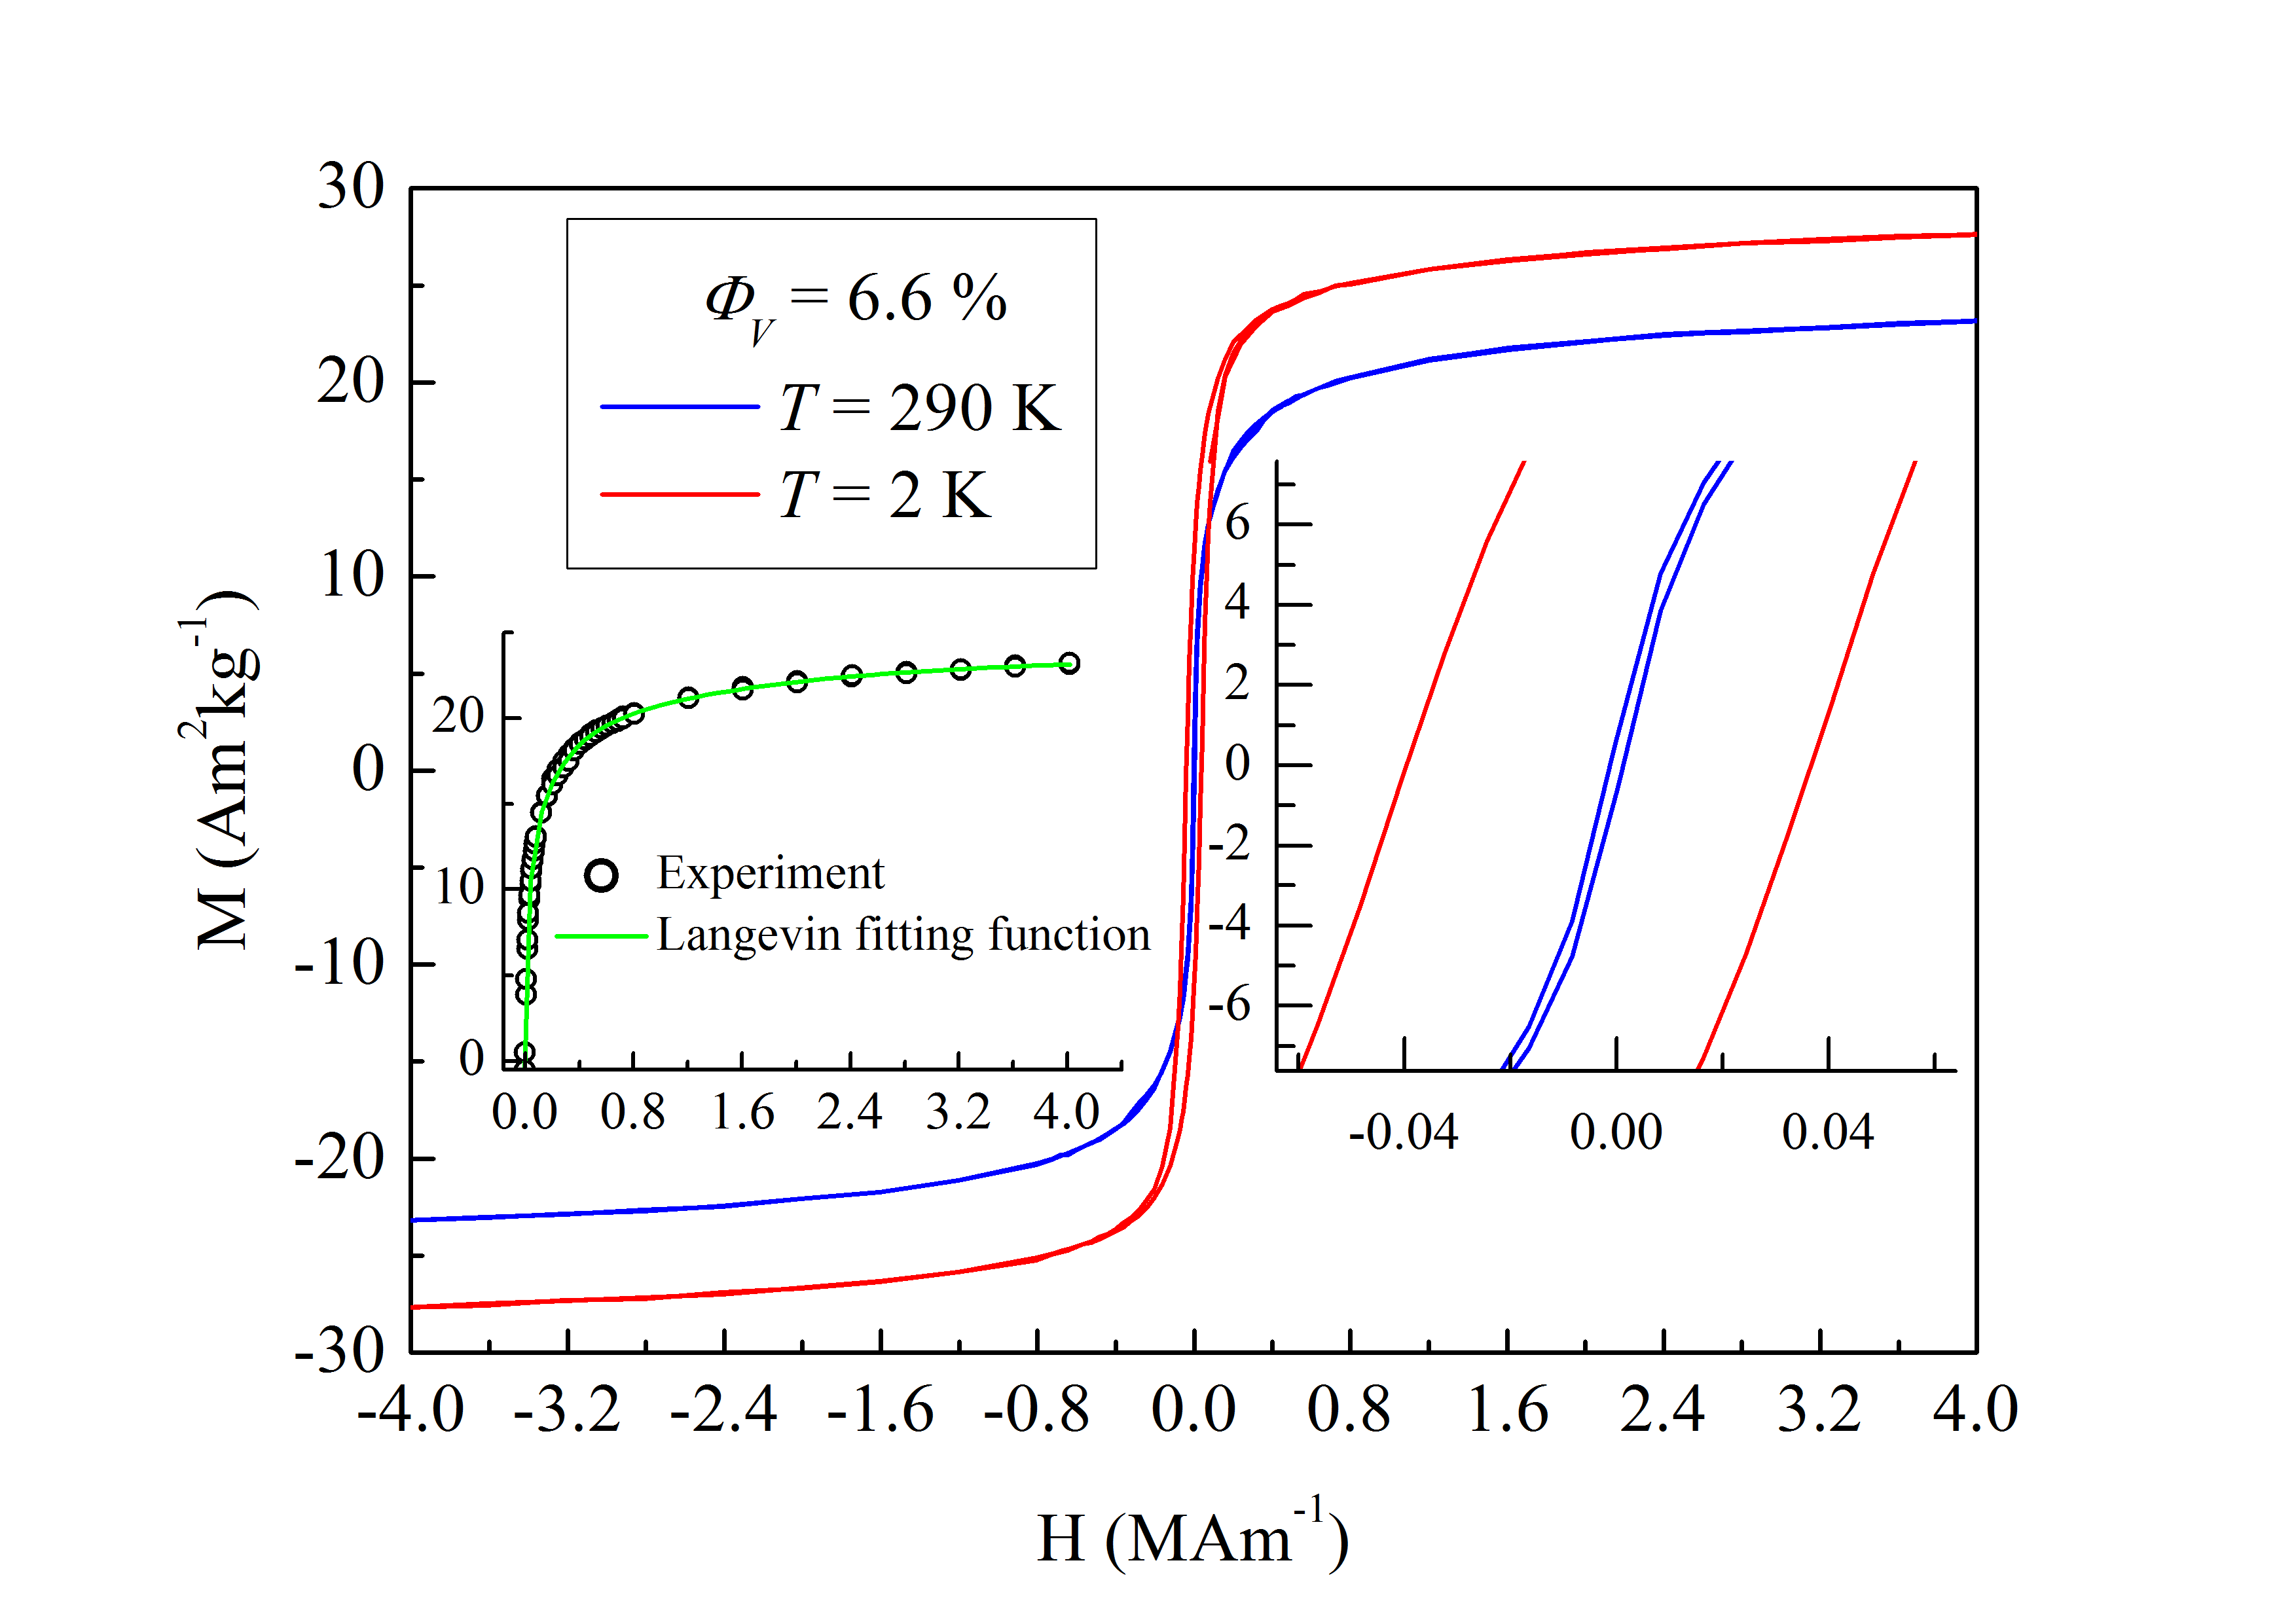 30
20
10
0
-10
-20
-30
M (Am²kg⁻¹)
Φ_V = 6.6 %
T = 290 K
T = 2 K
20
10
0
0.0 0.8 1.6 2.4 3.2 4.0
Experiment
Langevin fitting function
6
4
2
0
-2
-4
-6
-0.04 0.00 0.04
-4.0 -3.2 -2.4 -1.6 -0.8 0.0 0.8 1.6 2.4 3.2 4.0
H (MAm⁻¹)